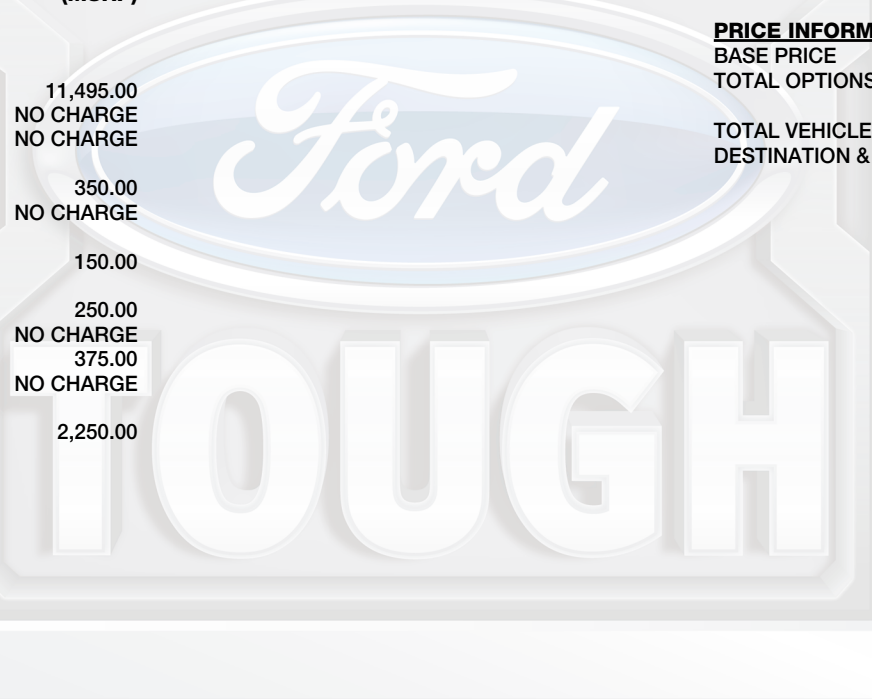 11,495.00
NO CHARGE
NO CHARGE
350.00
NO CHARGE
150.00
250.00
NO CHARGE
375.00
NO CHARGE
2,250.00
PRICE INFORM
BASE PRICE
TOTAL OPTIONS
TOTAL VEHICLE
DESTINATION &
Ford
TOUGH